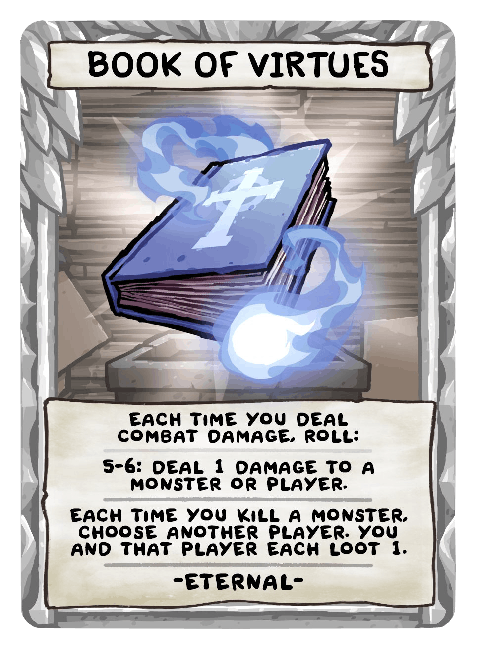 BOOK OF VIRTUES
EACH TIME YOU DEAL
COMBAT DAMAGE, ROLL:
5-6: DEAL 1 DAMAGE TO A
MONSTER OR PLAYER.
EACH TIME YOU KILL A MONSTER,
CHOOSE ANOTHER PLAYER. YOU
AND THAT PLAYER EACH LOOT 1.
-ETERNAL-